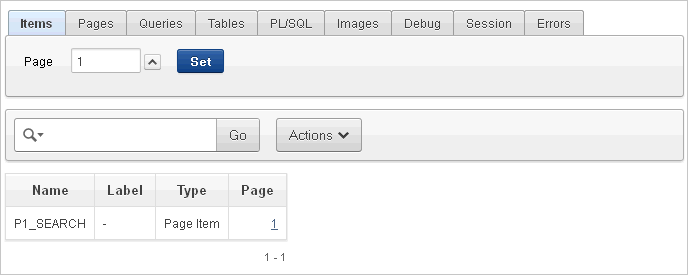 Items Pages Queries Tables PL/SQL Images Debug Session Errors
Page 1 Set
Go Actions
Name Label Type Page
P1_SEARCH - Page Item 1
1 - 1